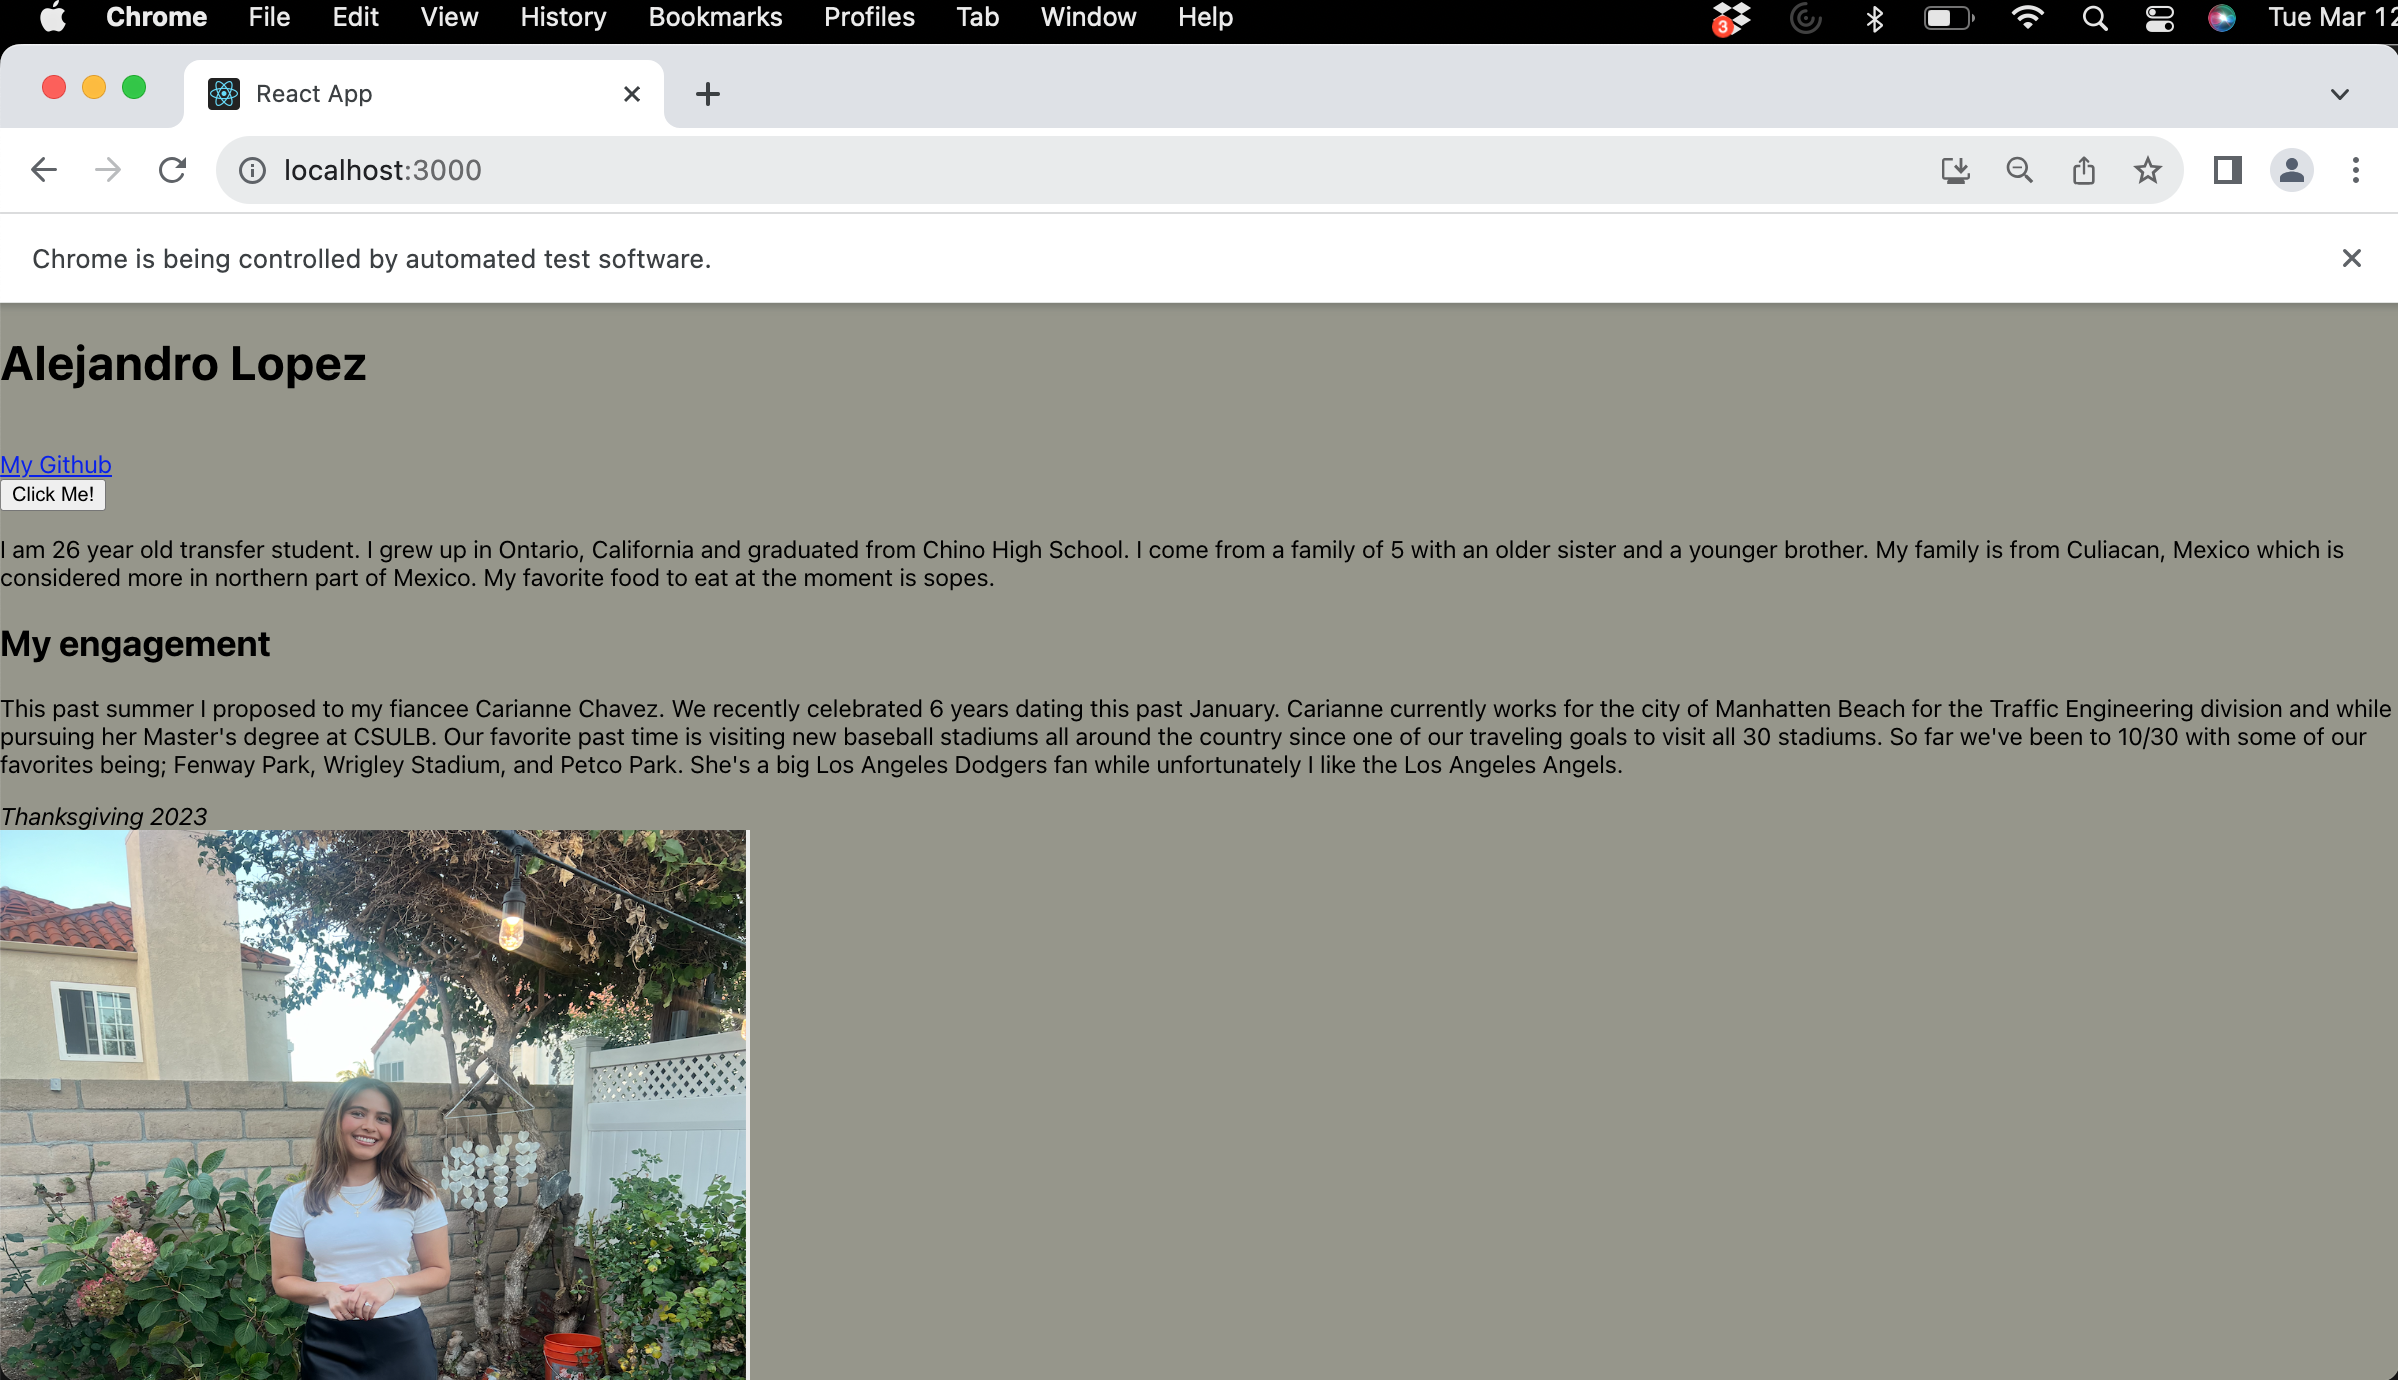 Chrome File Edit View History Bookmarks Profiles Tab Window Help 3 Tue Mar 12
React App
localhost:3000
Chrome is being controlled by automated test software.
Alejandro Lopez
My Github
Click Me!
I am 26 year old transfer student. I grew up in Ontario, California and graduated from Chino High School. I come from a family of 5 with an older sister and a younger brother. My family is from Culiacan, Mexico which is
considered more in northern part of Mexico. My favorite food to eat at the moment is sopes.
My engagement
This past summer I proposed to my fiancee Carianne Chavez. We recently celebrated 6 years dating this past January. Carianne currently works for the city of Manhatten Beach for the Traffic Engineering division and while
pursuing her Master's degree at CSULB. Our favorite past time is visiting new baseball stadiums all around the country since one of our traveling goals to visit all 30 stadiums. So far we've been to 10/30 with some of our
favorites being; Fenway Park, Wrigley Stadium, and Petco Park. She's a big Los Angeles Dodgers fan while unfortunately I like the Los Angeles Angels.
Thanksgiving 2023